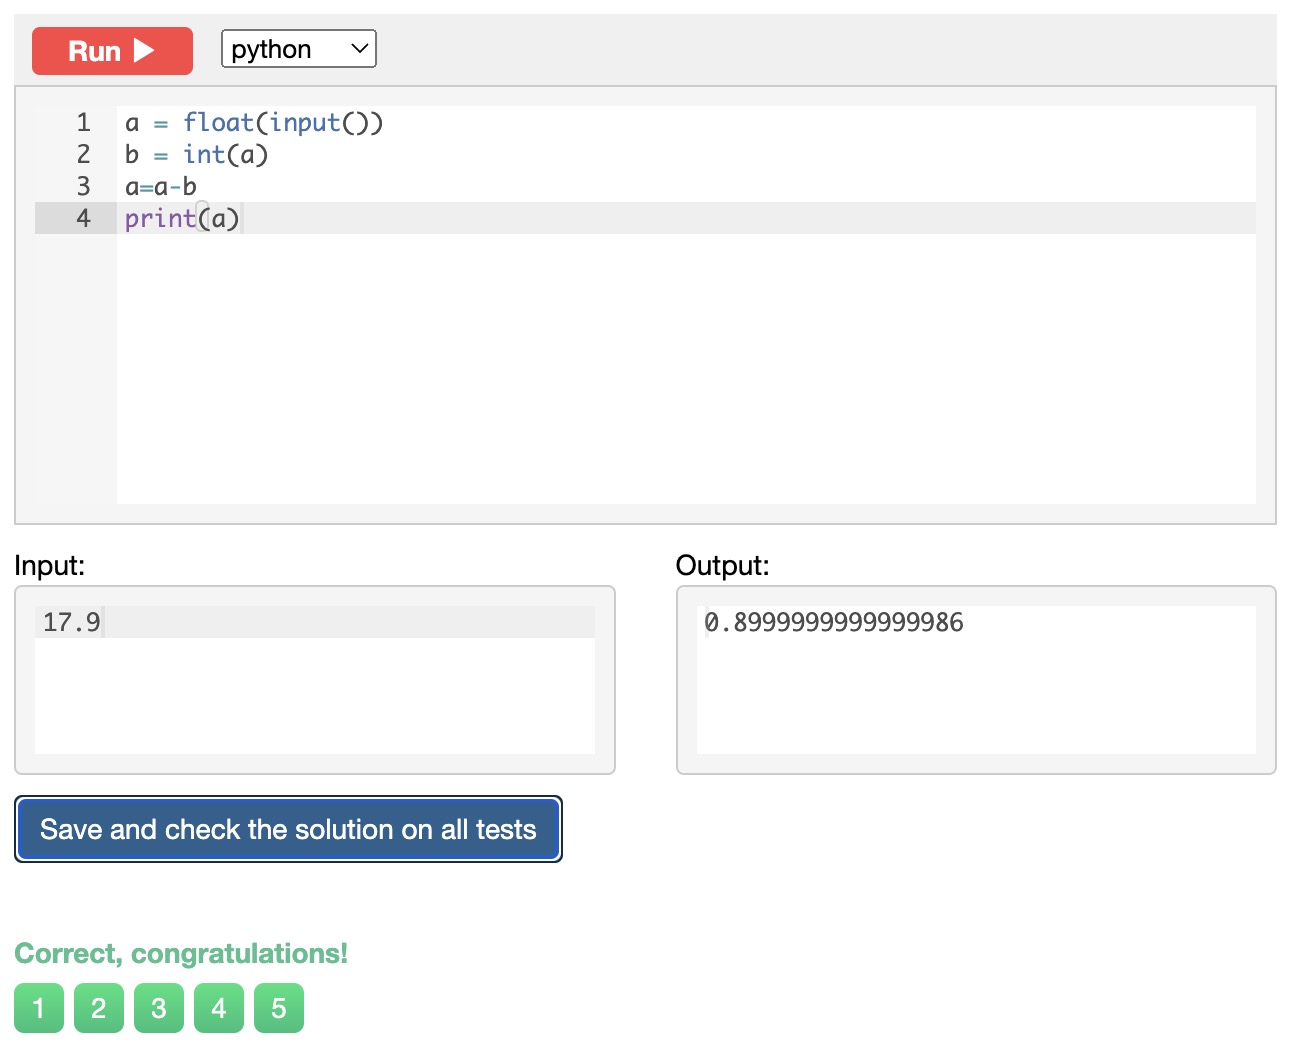 Run
python
1 a = float(input())
2 b = int(a)
3 a=a-b
4 print(a)
Input:
17.9
Output:
0.8999999999999986
Save and check the solution on all tests
Correct, congratulations!
1 2 3 4 5